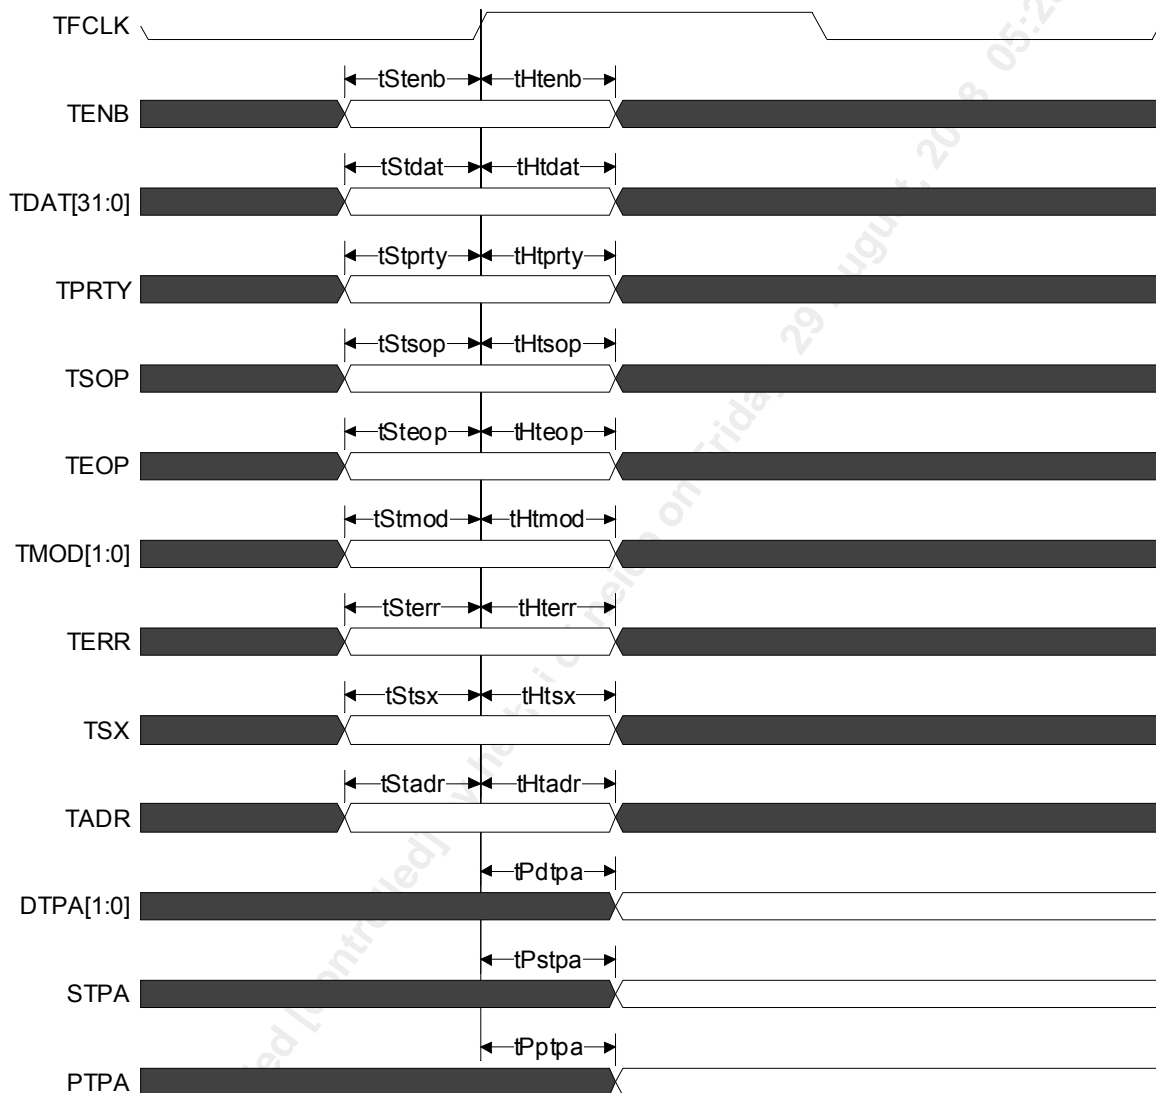 TFCLK
tStenb tHtenb
TENB
tStdat tHtdat
TDAT[31:0]
tStprty tHtprty
TPRTY
tStsop tHtsop
TSOP
tSteop tHteop
TEOP
tStmod tHtmod
TMOD[1:0]
tSterr tHterr
TERR
tStsx tHtsx
TSX
tStadr tHtadr
TADR
tPdtpa
DTPA[1:0]
tPstpa
STPA
tPptpa
PTPA
on 29